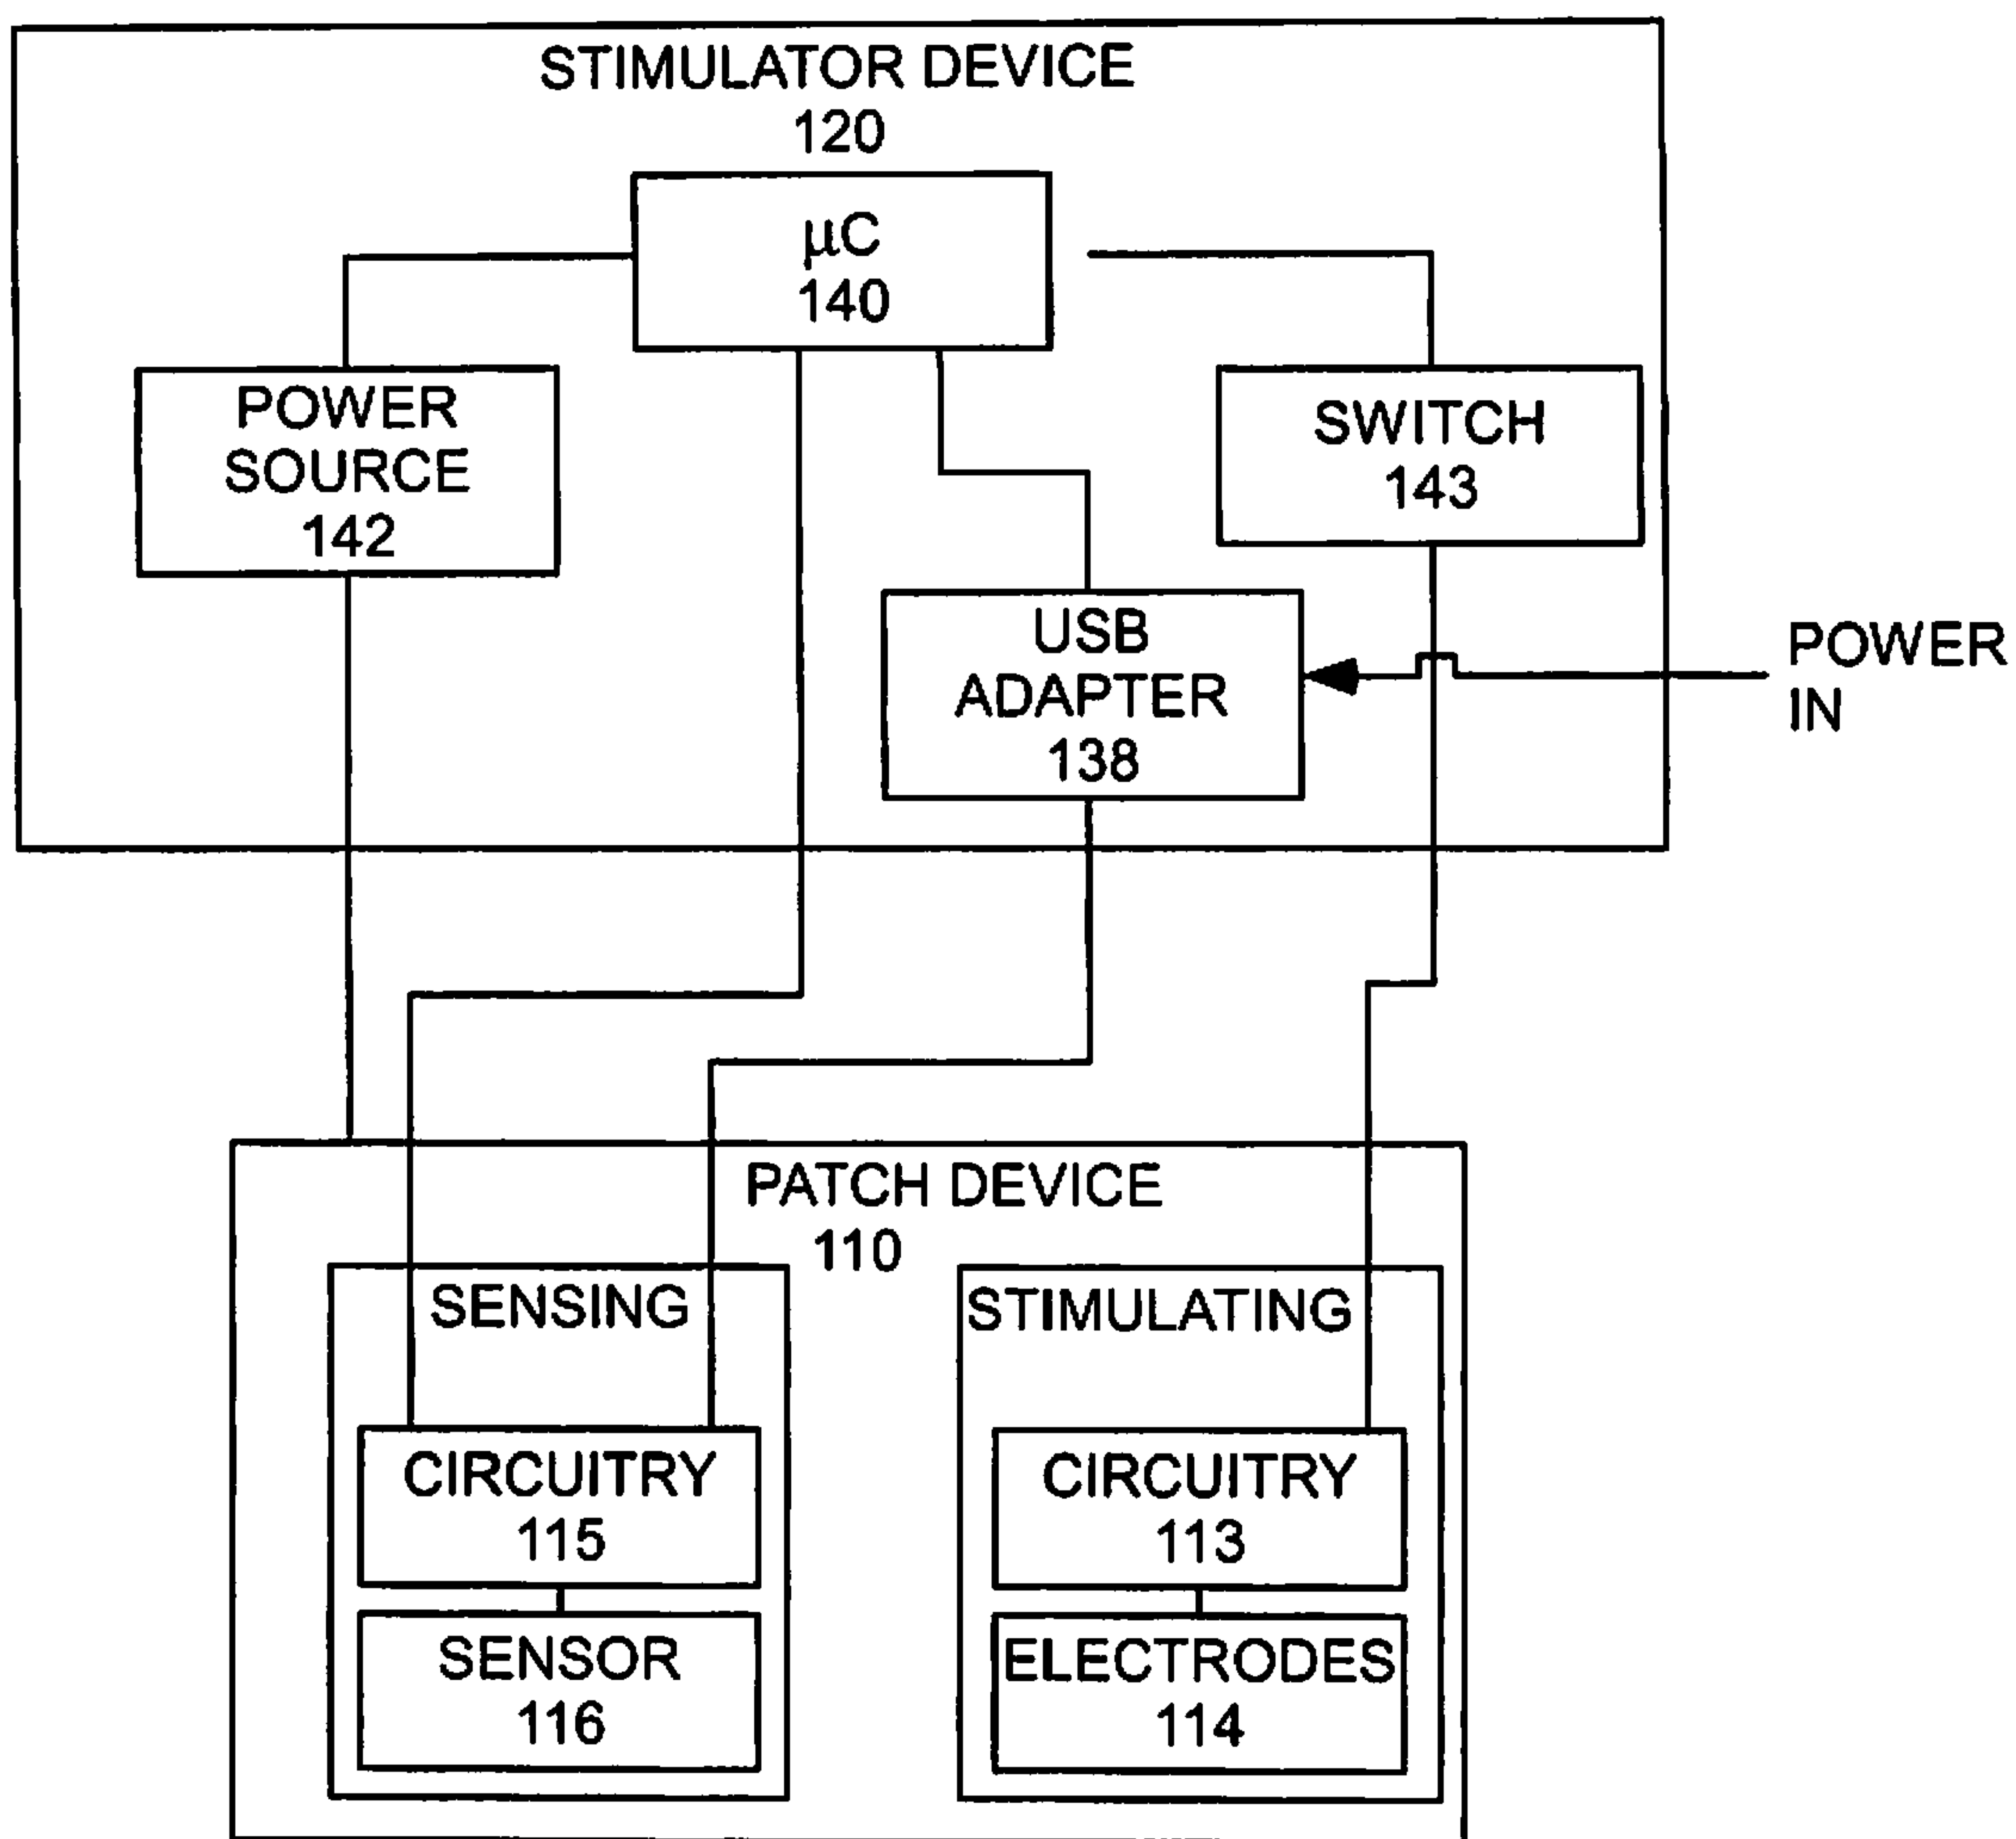 STIMULATOR DEVICE
120
µC
140
POWER
SOURCE
142
SWITCH
143
USB
ADAPTER
138
POWER
IN
PATCH DEVICE
110
SENSING
STIMULATING
CIRCUITRY
115
CIRCUITRY
113
SENSOR
116
ELECTRODES
114